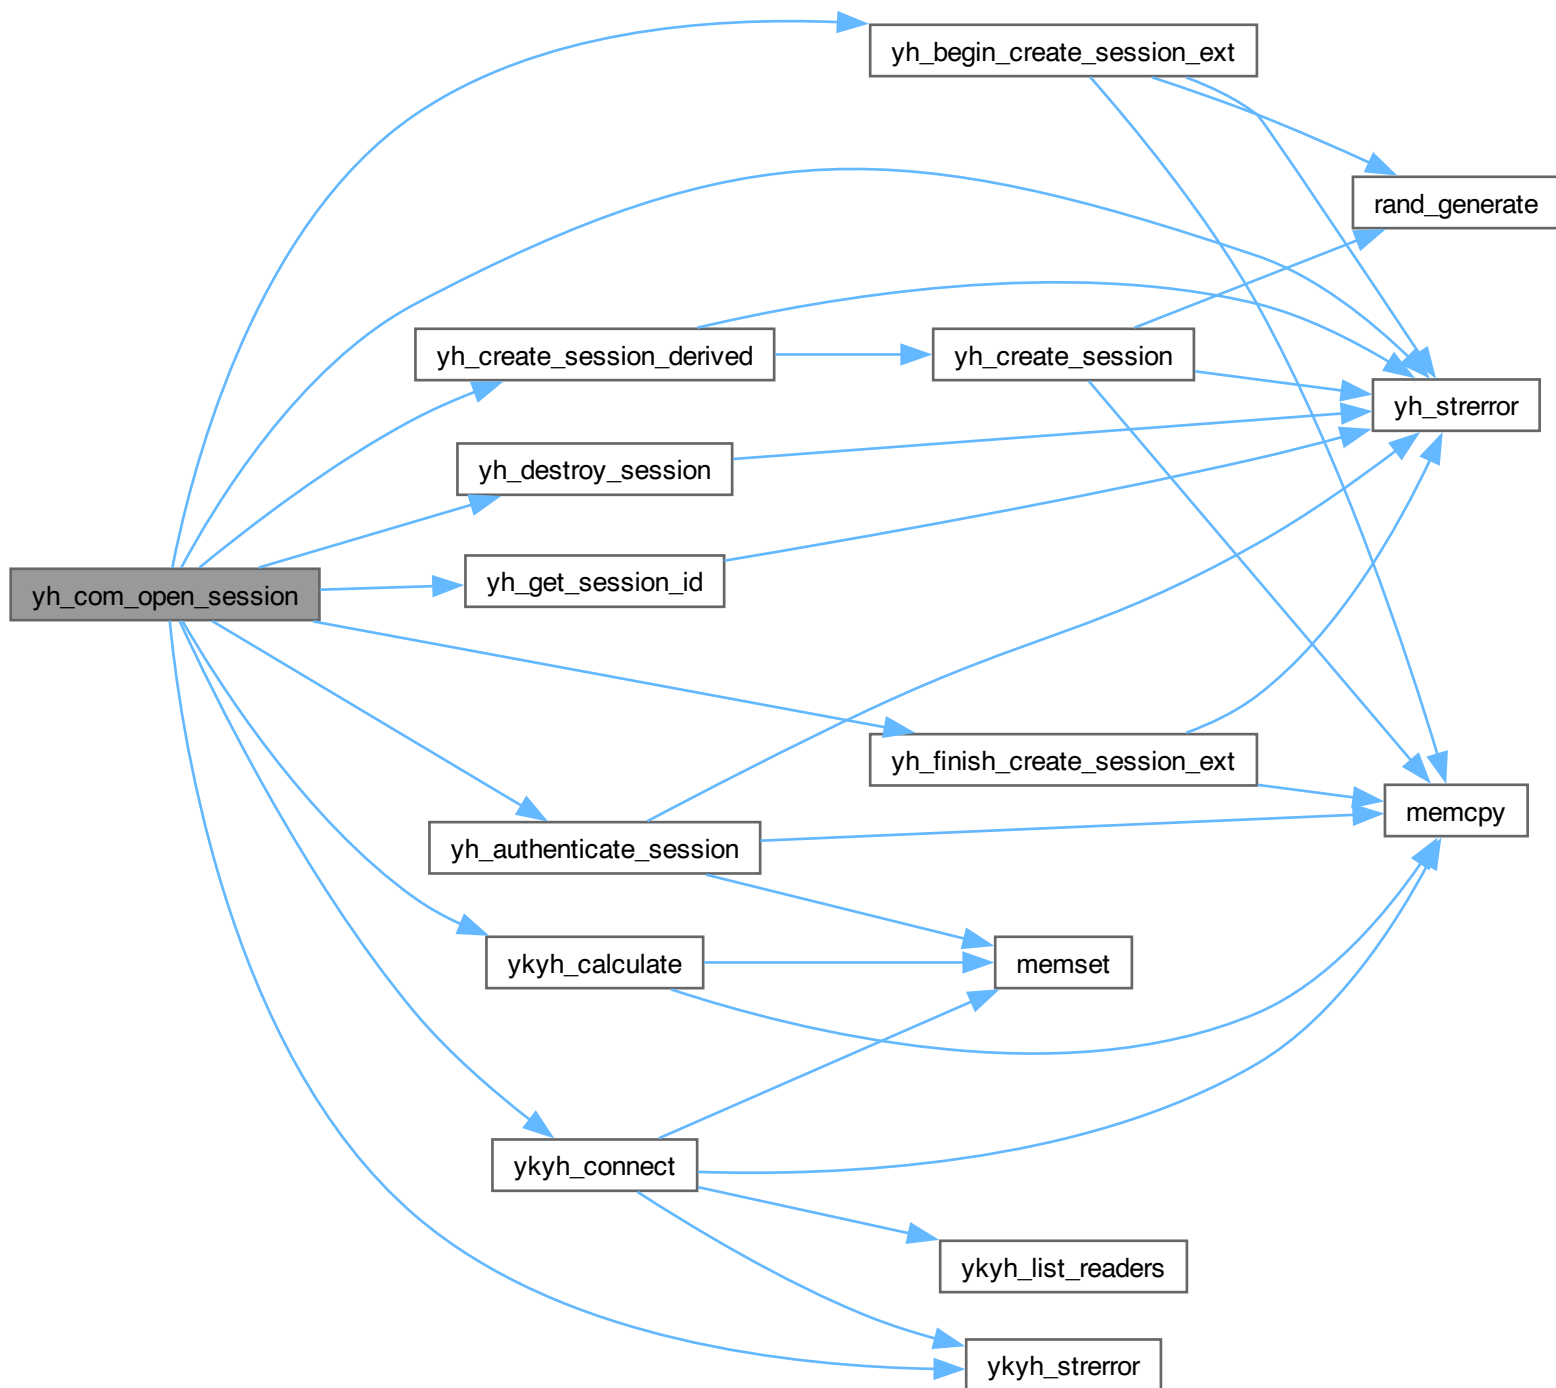 yh_begin_create_session_ext
rand_generate
yh_create_session_derived
yh_create_session
yh_strerror
yh_destroy_session
yh_get_session_id
yh_com_open_session
yh_finish_create_session_ext
memcpy
yh_authenticate_session
ykyh_calculate
memset
ykyh_connect
ykyh_list_readers
ykyh_strerror